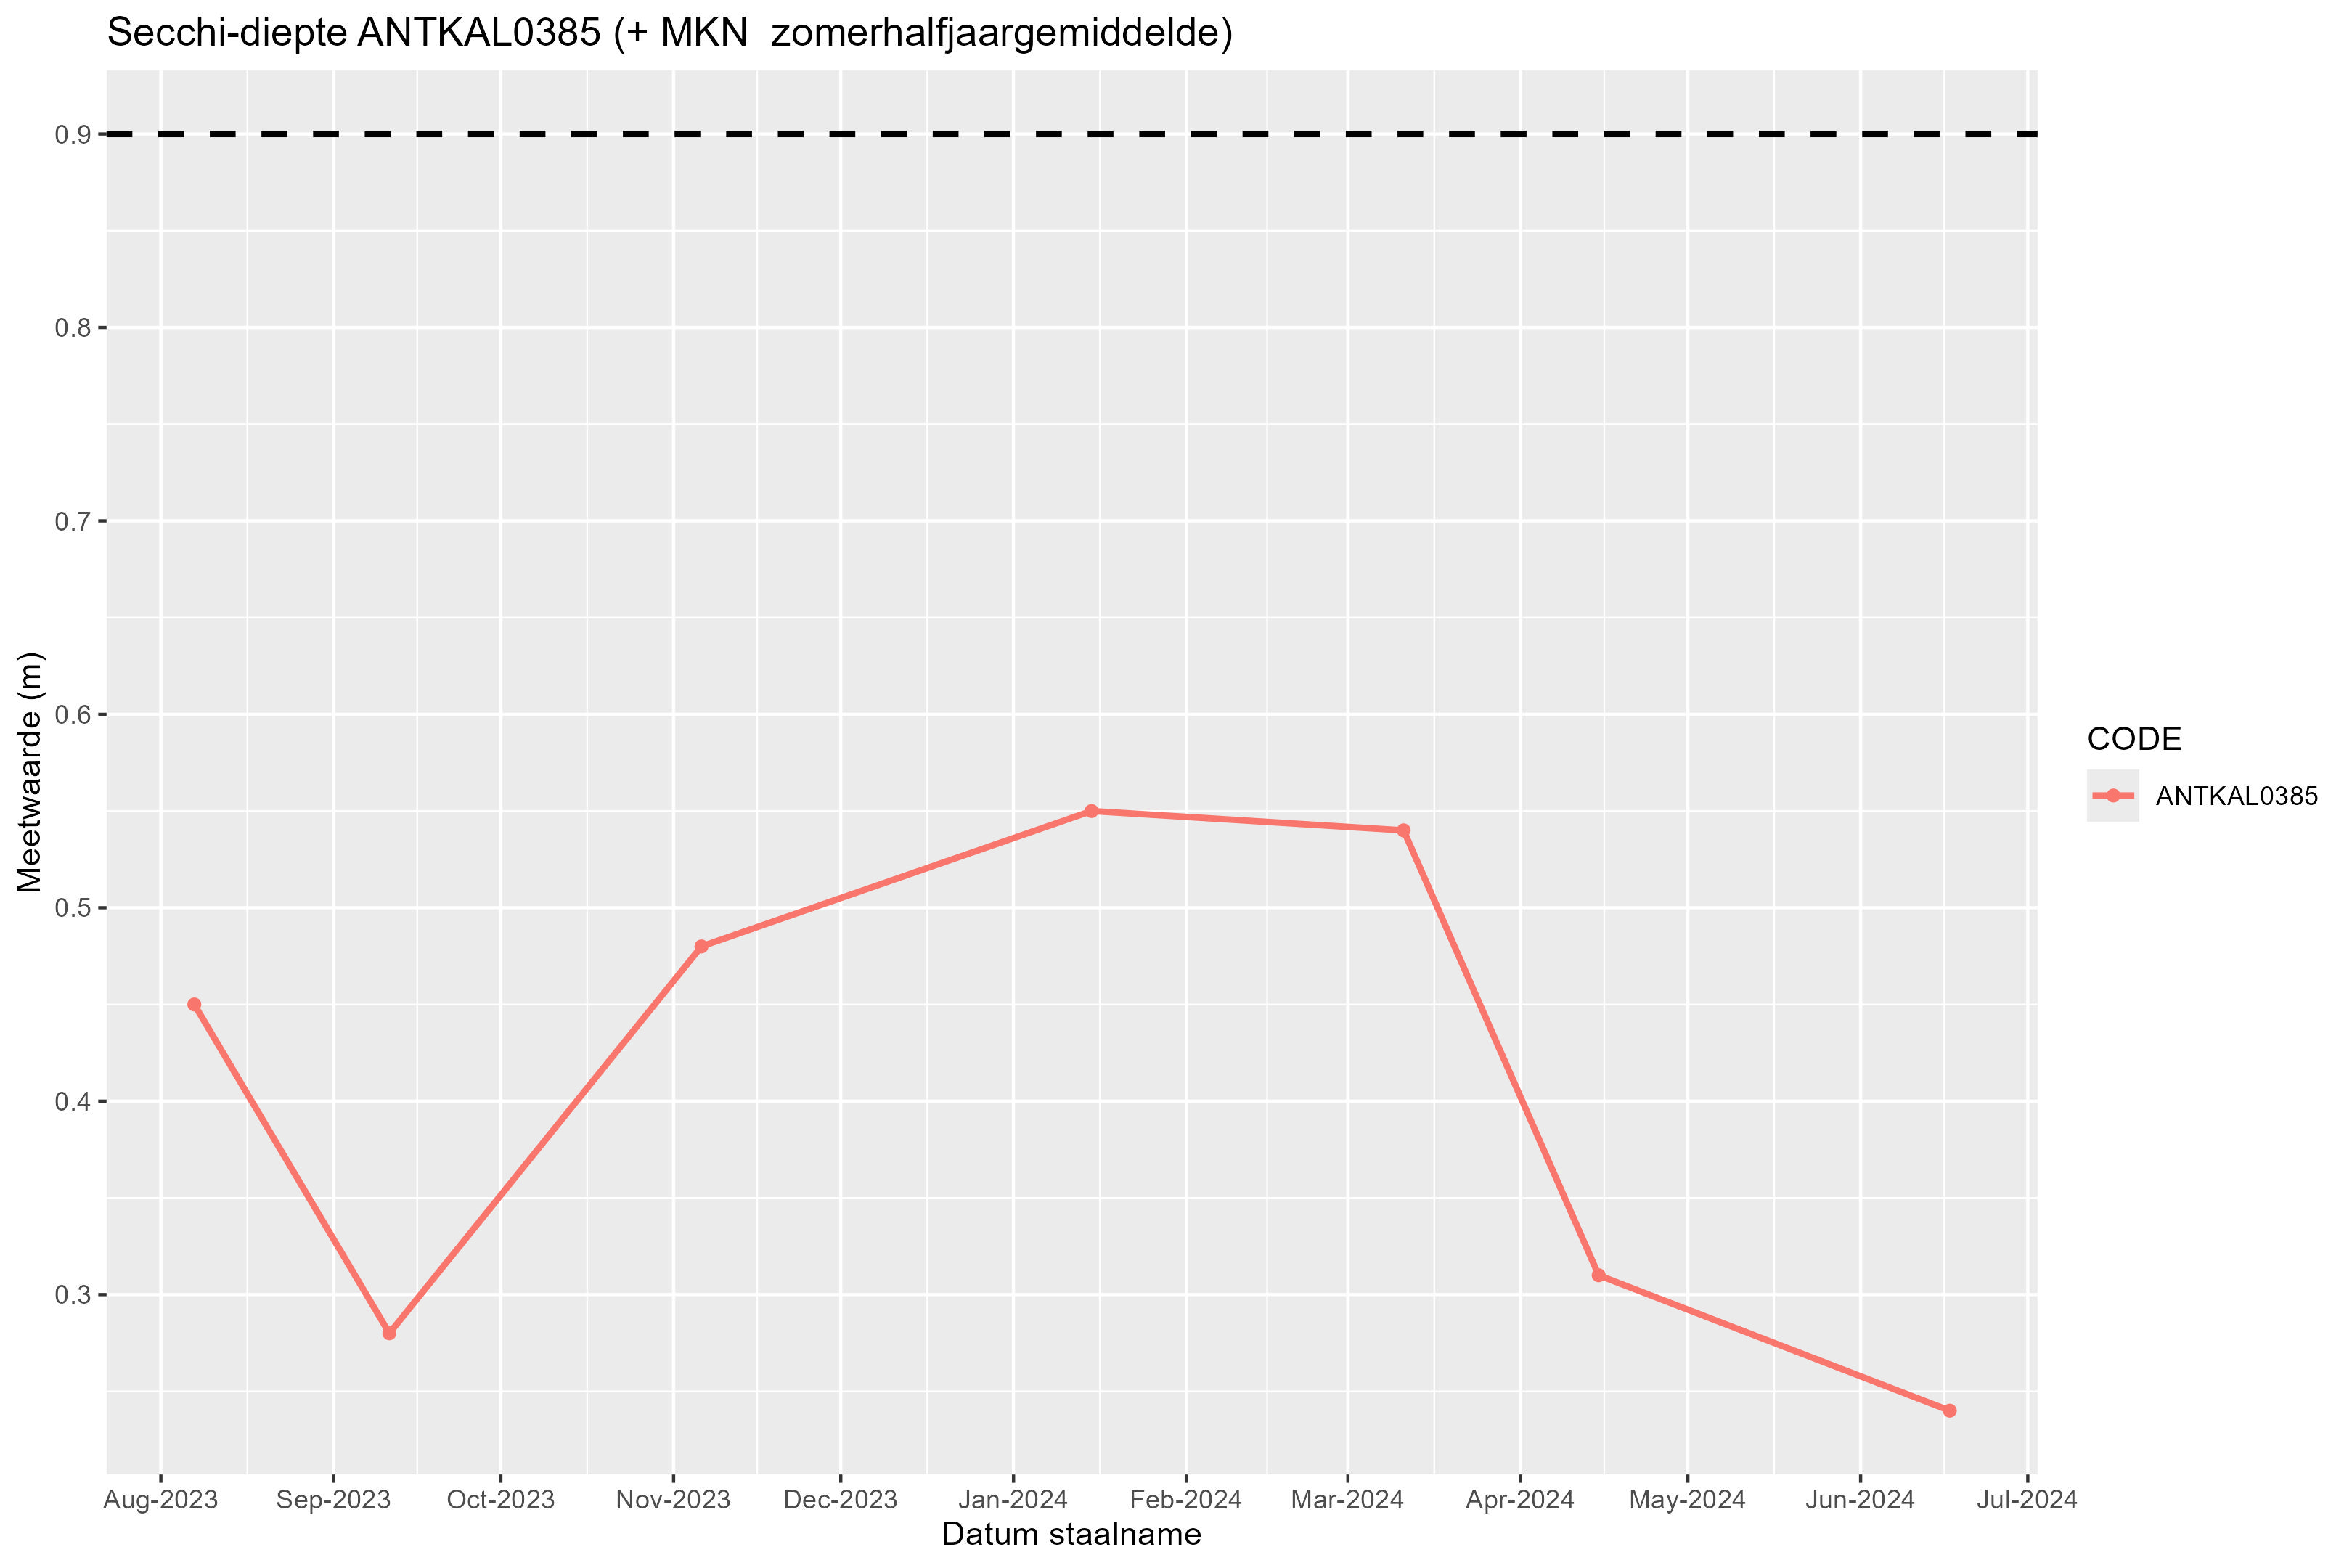 Secchi-diepte ANTKAL0385 (+ MKN  zomerhalfjaargemiddelde)
Meetwaarde (m)
0.9
0.8
0.7
0.6
0.5
0.4
0.3
Aug-2023 Sep-2023 Oct-2023 Nov-2023 Dec-2023 Jan-2024 Feb-2024 Mar-2024 Apr-2024 May-2024 Jun-2024 Jul-2024
Datum staalname
CODE
ANTKAL0385